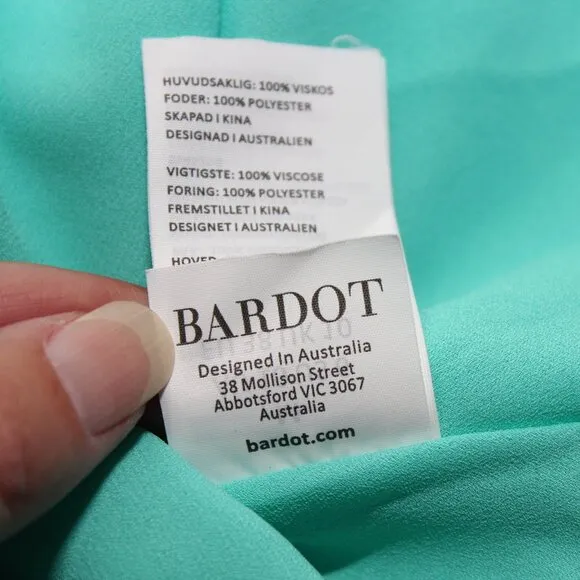 HUVUDSAKLIG: 100% VISKOS
FODER: 100% POLYESTER
SKAPAD I KINA
DESIGNAD I AUSTRALIEN
VIGTIGSTE: 100% VISCOSE
FORING: 100% POLYESTER
FREMSTILLET I KINA
DESIGNET I AUSTRALIEN
HOVED
BARDOT
Designed In Australia
38 Mollison Street
Abbotsford VIC 3067
Australia
bardot.com